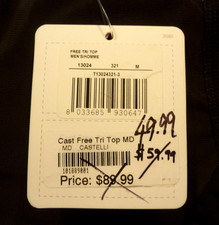 FREE TRI TOP
MEN'S/HOMME
13024 321 M
T13024321-3
8 033685 930647
49.99
$59.99
Cast Free Tri Top MD
MD CASTELLI
Price: $89.99